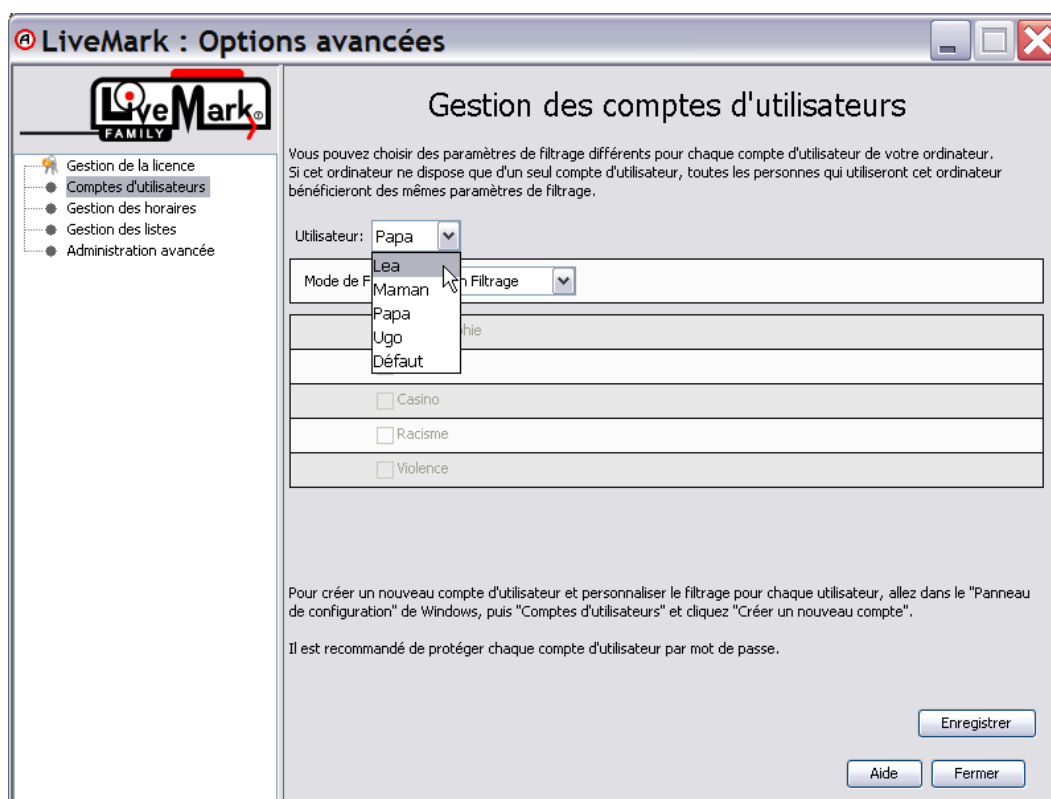 LiveMark : Options avancées
LiveMark®
FAMILY
Gestion de la licence
Comptes d'utilisateurs
Gestion des horaires
Gestion des listes
Administration avancée
Gestion des comptes d'utilisateurs
Vous pouvez choisir des paramètres de filtrage différents pour chaque compte d'utilisateur de votre ordinateur.
Si cet ordinateur ne dispose que d'un seul compte d'utilisateur, toutes les personnes qui utiliseront cet ordinateur
bénéficieront des mêmes paramètres de filtrage.
Utilisateur: Papa
Lea
Mode de F
n Filtrage
Maman
Papa
hie
Ugo
Défaut
Casino
Racisme
Violence
Pour créer un nouveau compte d'utilisateur et personnaliser le filtrage pour chaque utilisateur, allez dans le "Panneau
de configuration" de Windows, puis "Comptes d'utilisateurs" et cliquez "Créer un nouveau compte".
Il est recommandé de protéger chaque compte d'utilisateur par mot de passe.
Enregistrer
Aide
Fermer